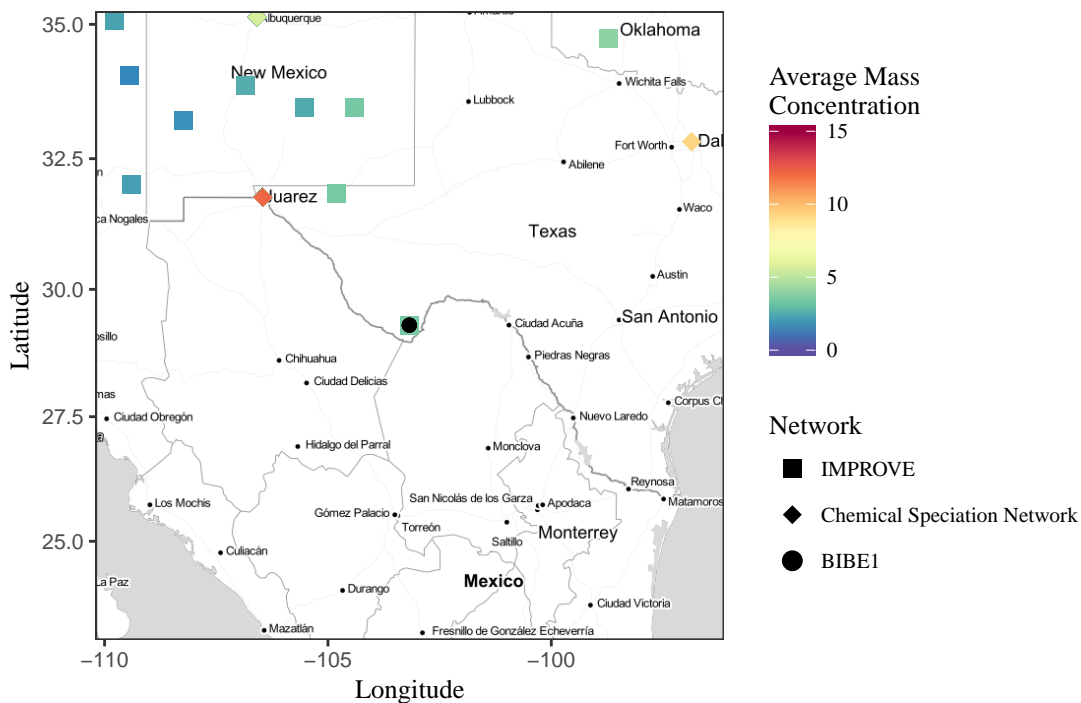 35.0
32.5
30.0
27.5
25.0
Latitude
−110
−105
−100
Longitude
Albuquerque
Oklahoma
New Mexico
Wichita Falls
Lubbock
Fort Worth
Dal
Abilene
Juarez
Waco
ca Nogales
Texas
Austin
San Antonio
Ciudad Acuña
osillo
Piedras Negras
Chihuahua
Ciudad Delicias
mas
Corpus Ch
Ciudad Obregón
Nuevo Laredo
Hidalgo del Parral
Monclova
Reynosa
San Nicolás de los Garza
Los Mochis
Apodaca
Matamoros
Gómez Palacio
Torreón
Monterrey
Saltillo
Culiacán
La Paz
Mexico
Durango
Ciudad Victoria
Mazatlán
Fresnillo de González Echeverría
Average Mass
Concentration
15
10
5
0
Network
IMPROVE
Chemical Speciation Network
BIBE1